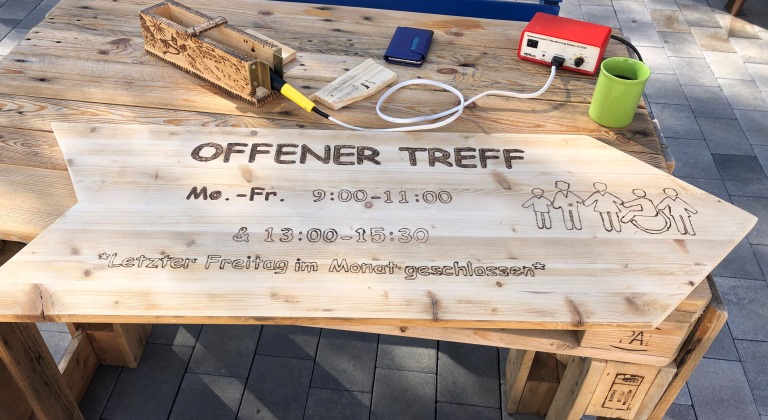 OFFENER TREFF
Mo.-Fr. 9:00-11:00
& 13:00-15:30
*Letzter Freitag im Monat geschlossen*